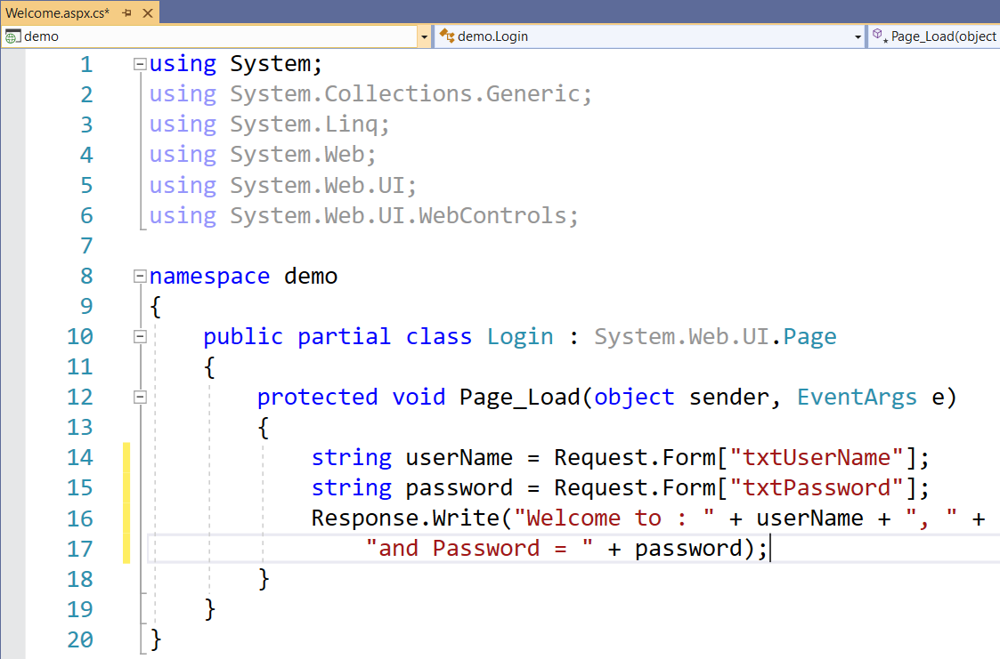 Welcome.aspx.cs*
demo
demo.Login
Page_Load(object
1 using System;
2 using System.Collections.Generic;
3 using System.Linq;
4 using System.Web;
5 using System.Web.UI;
6 using System.Web.UI.WebControls;
7
8 namespace demo
9 {
10 public partial class Login : System.Web.UI.Page
11 {
12 protected void Page_Load(object sender, EventArgs e)
13 {
14 string userName = Request.Form["txtUserName"];
15 string password = Request.Form["txtPassword"];
16 Response.Write("Welcome to : " + userName + ", " +
17 "and Password = " + password);
18 }
19 }
20 }